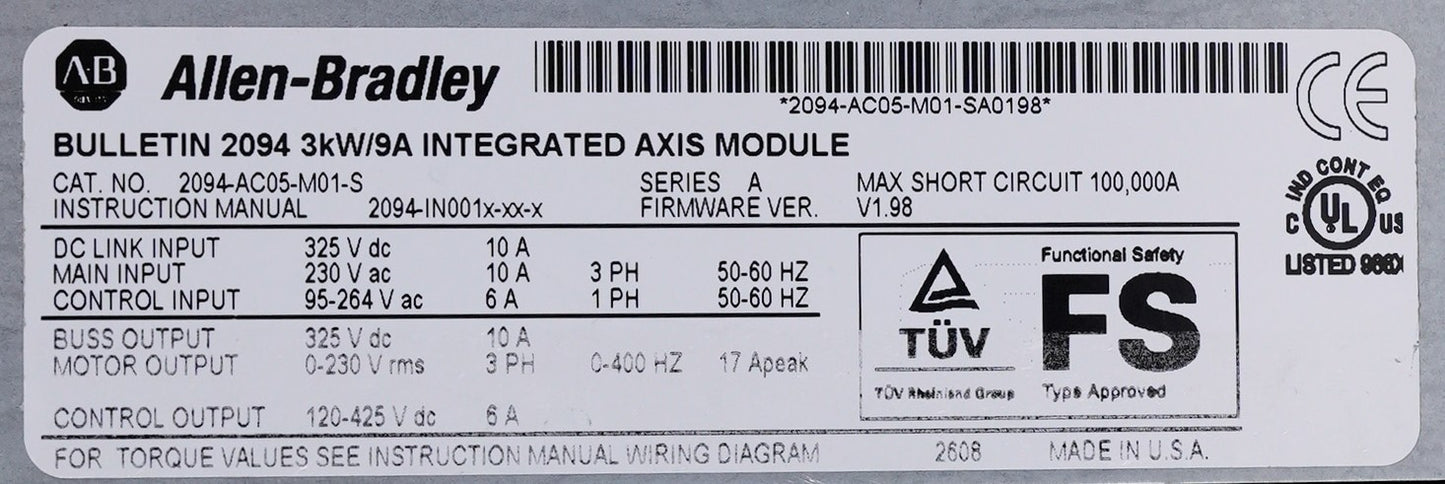 AB Allen-Bradley
*2094-AC05-M01-SA0198*
CE
BULLETIN 2094 3kW/9A INTEGRATED AXIS MODULE
CAT. NO. 2094-AC05-M01-S SERIES A MAX SHORT CIRCUIT 100,000A
INSTRUCTION MANUAL 2094-IN001x-xx-x FIRMWARE VER. V1.98
IND CONT EQ
C UL US
LISTED
DC LINK INPUT 325 V dc 10 A
MAIN INPUT 230 V ac 10 A 3 PH 50-60 HZ
CONTROL INPUT 95-264 V ac 6 A 1 PH 50-60 HZ
BUSS OUTPUT 325 V dc 10 A
MOTOR OUTPUT 0-230 V rms 3 PH 0-400 HZ 17 Apeak
CONTROL OUTPUT 120-425 V dc 6 A
TÜV
TÜV Rheinland Group
Functional Safety
FS
Type Approved
FOR TORQUE VALUES SEE INSTRUCTION MANUAL WIRING DIAGRAM 2608 MADE IN U.S.A.